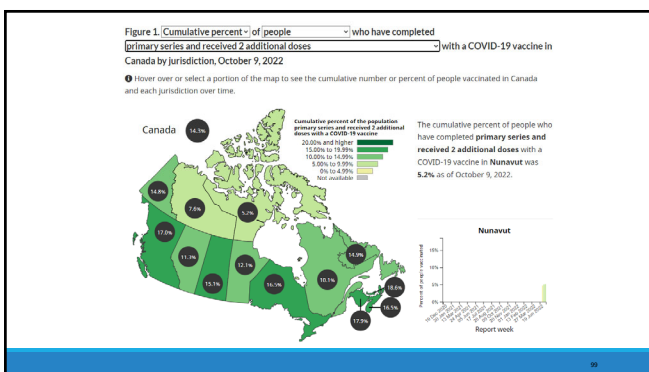 Figure 1. Cumulative percent of people who have completed
primary series and received 2 additional doses with a COVID-19 vaccine in
Canada by jurisdiction, October 9, 2022
Hover over or select a portion of the map to see the cumulative number or percent of people vaccinated in Canada
and each jurisdiction over time.
Canada 14.3%
Cumulative percent of the population
primary series and received 2 additional
doses with a COVID-19 vaccine
20.00% and higher
15.00% to 19.99%
10.00% to 14.99%
5.00% to 9.99%
0% to 4.99%
Not available
The cumulative percent of people who
have completed primary series and
received 2 additional doses with a
COVID-19 vaccine in Nunavut was
5.2% as of October 9, 2022.
14.8%
7.6%
5.2%
17.0%
11.3%
15.1%
12.1%
16.5%
10.1%
14.9%
18.6%
16.5%
17.9%
Nunavut
Percent of people vaccinated
15%
10%
5%
0%
Report week
99